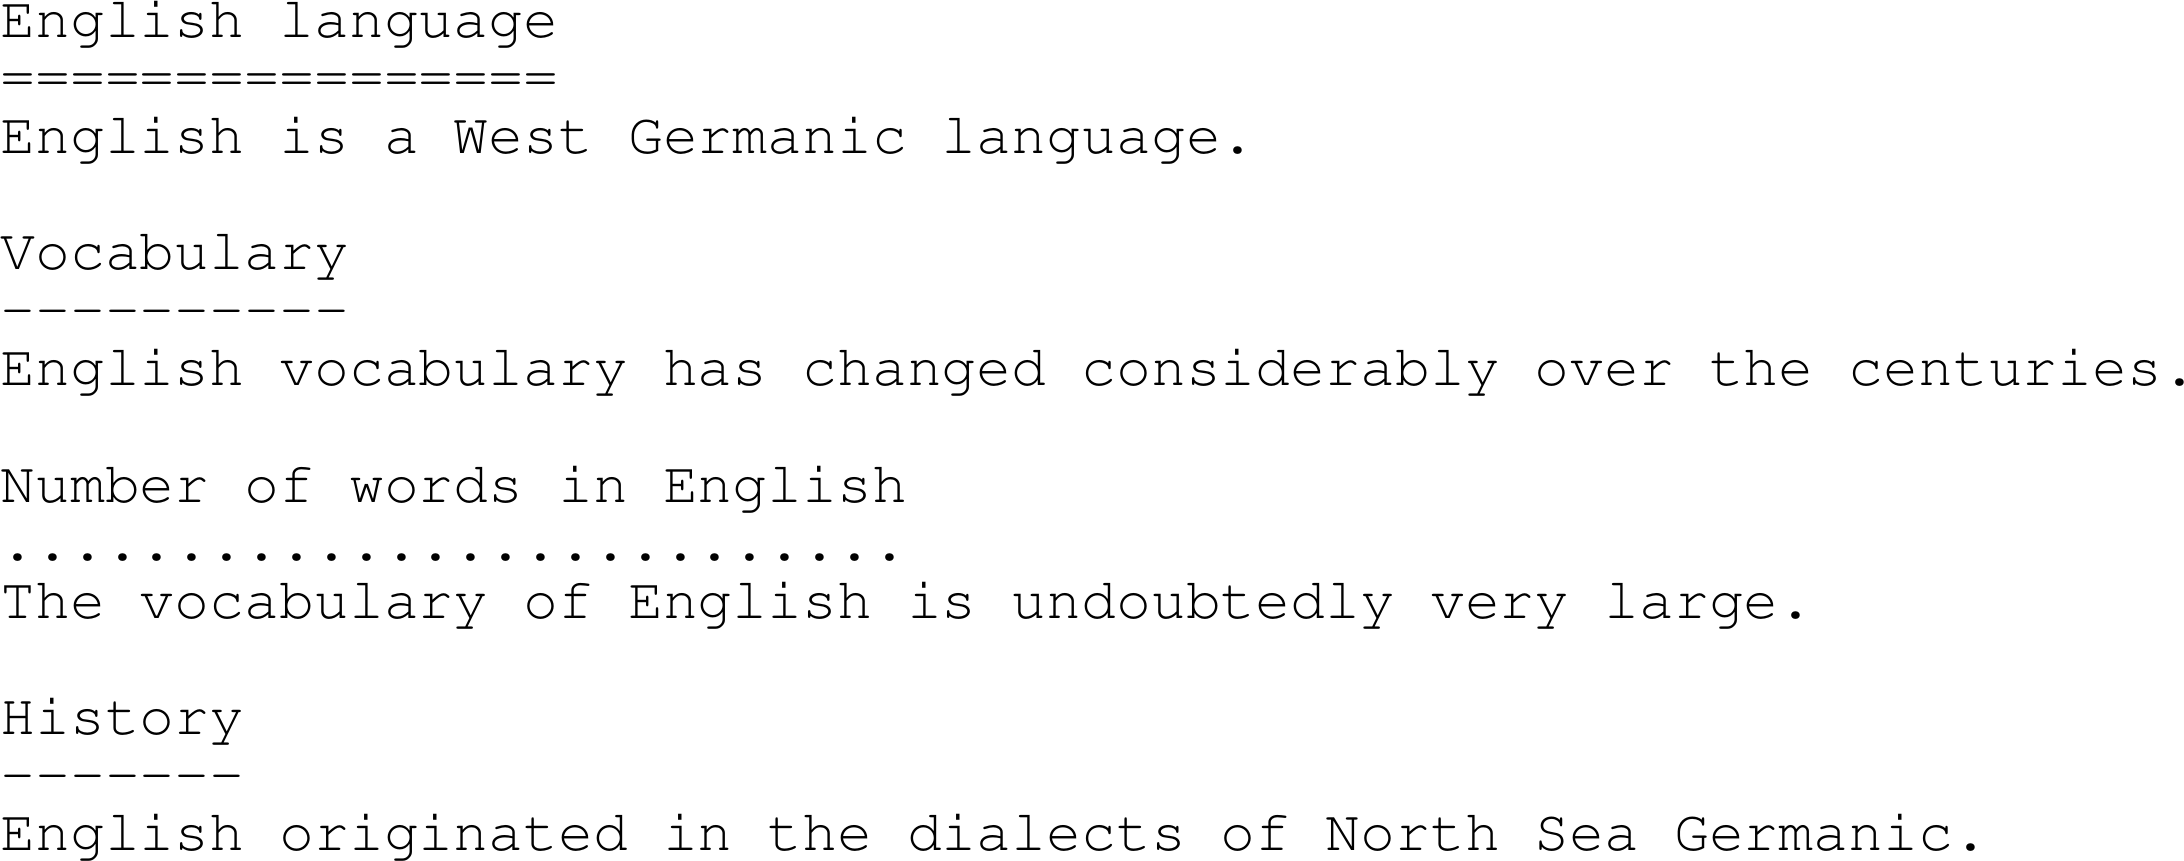 English language
================
English is a West Germanic language.

Vocabulary
----------
English vocabulary has changed considerably over the centuries.

Number of words in English
..........................
The vocabulary of English is undoubtedly very large.

History
-------
English originated in the dialects of North Sea Germanic.